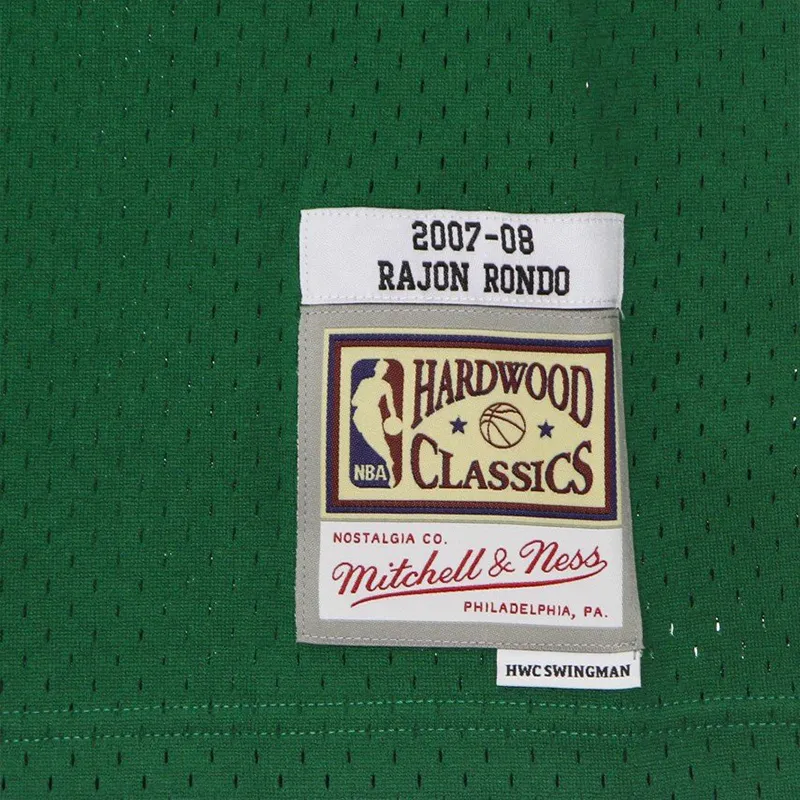 2007-08
RAJON RONDO
HARDWOOD
CLASSICS
NBA
NOSTALGIA CO.
Mitchell & Ness
PHILADELPHIA, PA.
HWC SWINGMAN